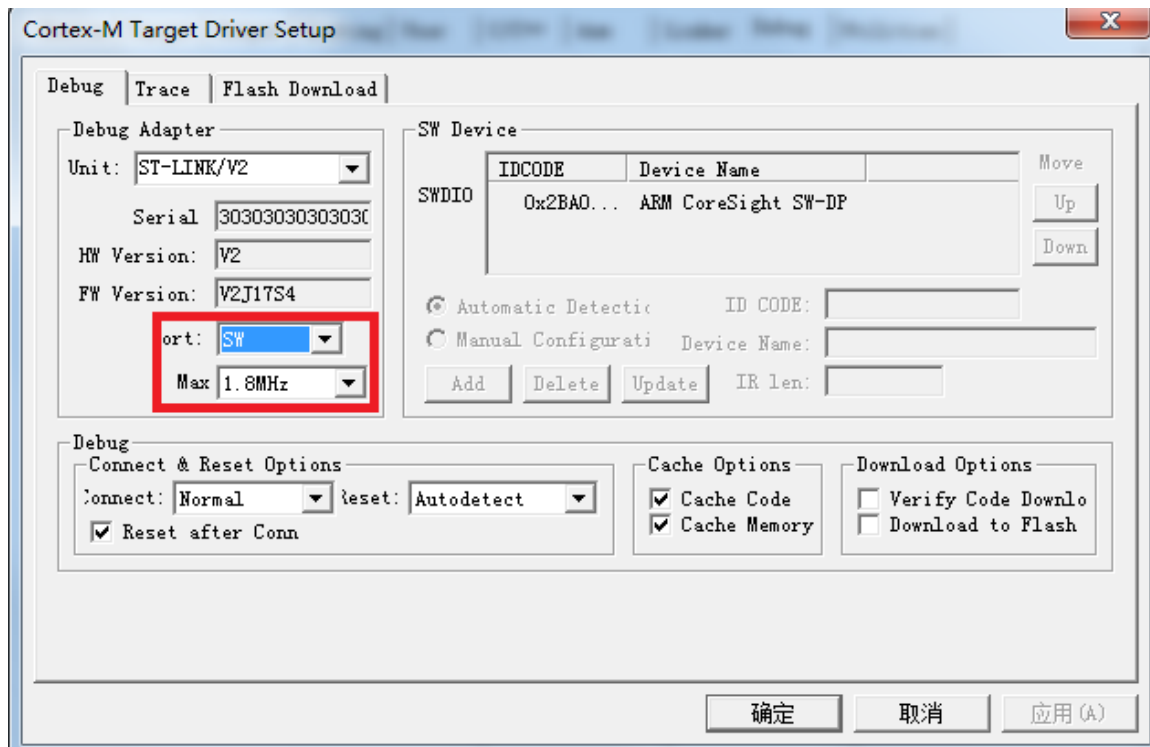 Cortex-M Target Driver Setup
Debug Trace Flash Download
Debug Adapter
Unit: ST-LINK/V2
Serial 30303030303030
HW Version: V2
FW Version: V2J17S4
ort: SW
Max 1.8MHz
SW Device
IDCODE Device Name
SWDIO 0x2BA0... ARM CoreSight SW-DP
Move
Up
Down
Automatic Detectic ID CODE:
Manual Configurati Device Name:
Add Delete Update IR len:
Debug
Connect & Reset Options
Connect: Normal Reset: Autodetect
Reset after Conn
Cache Options
Cache Code
Cache Memory
Download Options
Verify Code Downlo
Download to Flash
确定 取消 应用(A)